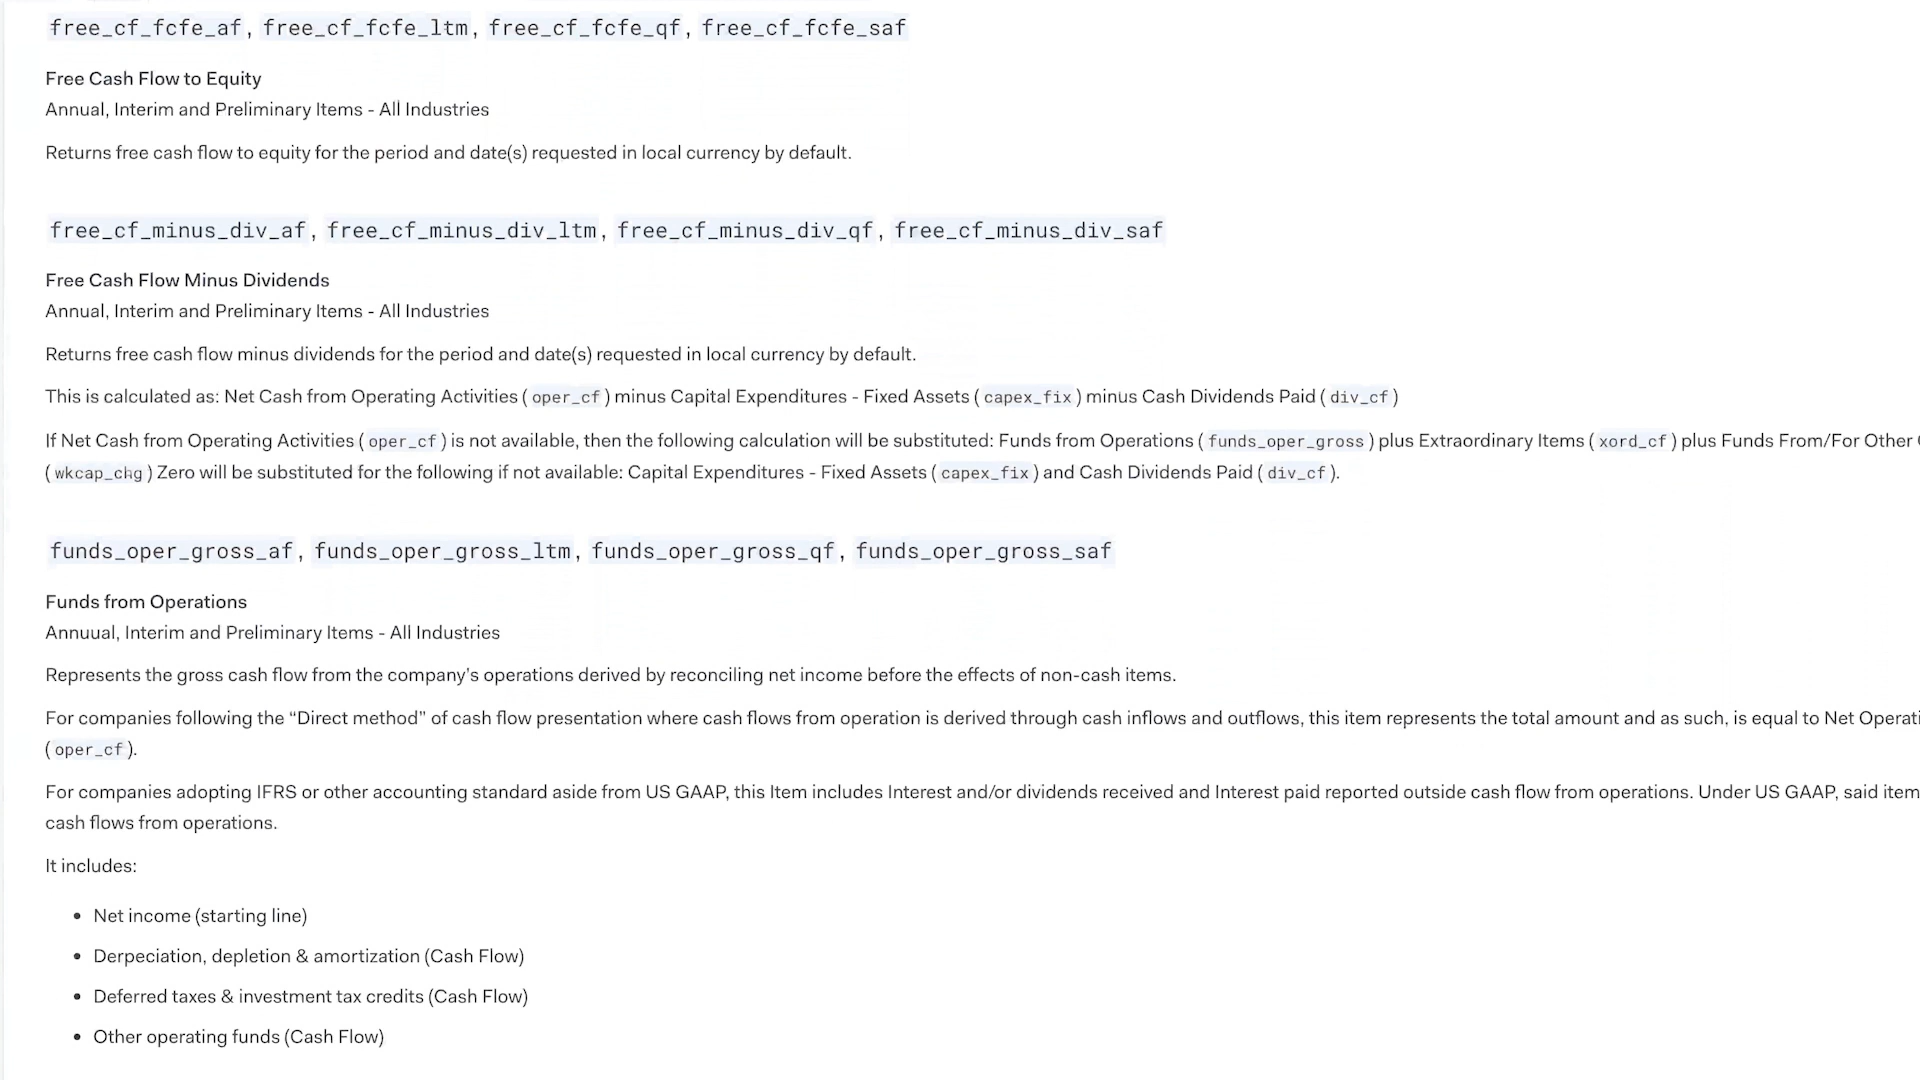 free_cf_fcfe_af, free_cf_fcfe_ltm, free_cf_fcfe_qf, free_cf_fcfe_saf
Free Cash Flow to Equity
Annual, Interim and Preliminary Items - All Industries
Returns free cash flow to equity for the period and date(s) requested in local currency by default.
free_cf_minus_div_af, free_cf_minus_div_ltm, free_cf_minus_div_qf, free_cf_minus_div_saf
Free Cash Flow Minus Dividends
Annual, Interim and Preliminary Items - All Industries
Returns free cash flow minus dividends for the period and date(s) requested in local currency by default.
This is calculated as: Net Cash from Operating Activities ( oper_cf ) minus Capital Expenditures - Fixed Assets ( capex_fix ) minus Cash Dividends Paid ( div_cf )
If Net Cash from Operating Activities ( oper_cf ) is not available, then the following calculation will be substituted: Funds from Operations ( funds_oper_gross ) plus Extraordinary Items ( xord_cf ) plus Funds From/For Other
( wkcap_chg ) Zero will be substituted for the following if not available: Capital Expenditures - Fixed Assets ( capex_fix ) and Cash Dividends Paid ( div_cf ).
funds_oper_gross_af, funds_oper_gross_ltm, funds_oper_gross_qf, funds_oper_gross_saf
Funds from Operations
Annuual, Interim and Preliminary Items - All Industries
Represents the gross cash flow from the company's operations derived by reconciling net income before the effects of non-cash items.
For companies following the “Direct method” of cash flow presentation where cash flows from operation is derived through cash inflows and outflows, this item represents the total amount and as such, is equal to Net Operati
( oper_cf ).
For companies adopting IFRS or other accounting standard aside from US GAAP, this Item includes Interest and/or dividends received and Interest paid reported outside cash flow from operations. Under US GAAP, said item
cash flows from operations.
It includes:
• Net income (starting line)
• Derpeciation, depletion & amortization (Cash Flow)
• Deferred taxes & investment tax credits (Cash Flow)
• Other operating funds (Cash Flow)